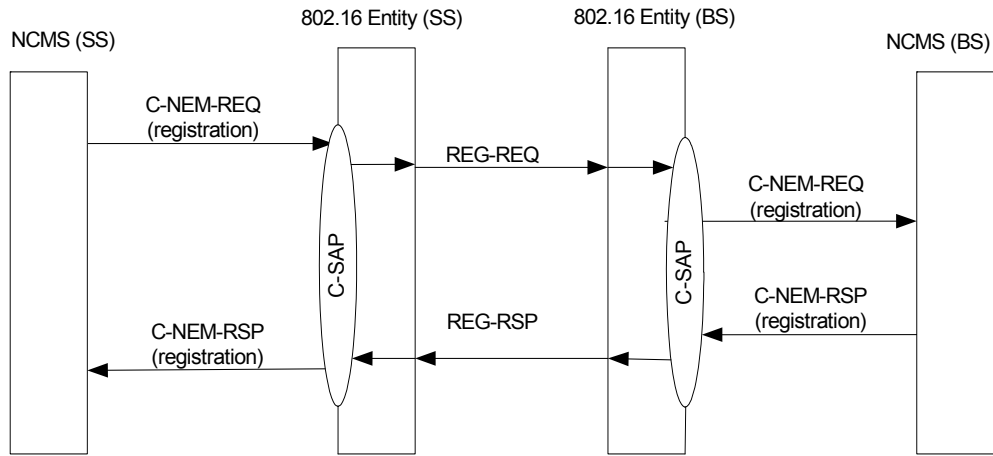 802.16 Entity (SS)
802.16 Entity (BS)
NCMS (SS)
NCMS (BS)
C-NEM-REQ
(registration)
REG-REQ
C-NEM-REQ
(registration)
C-SAP
C-SAP
C-NEM-RSP
(registration)
REG-RSP
C-NEM-RSP
(registration)